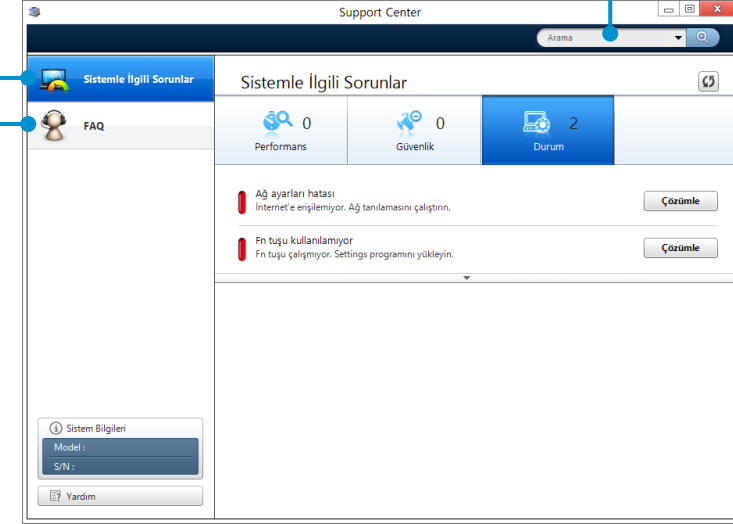 Support Center
Arama
Sistemle İlgili Sorunlar
FAQ
Sistemle İlgili Sorunlar
0
Performans
0
Güvenlik
2
Durum
Ağ ayarları hatası
İnternet'e erişilemiyor. Ağ tanılamasını çalıştırın.
Çözümle
Fn tuşu kullanılamıyor
Fn tuşu çalışmıyor. Settings programını yükleyin.
Çözümle
Sistem Bilgileri
Model :
S/N :
Yardım